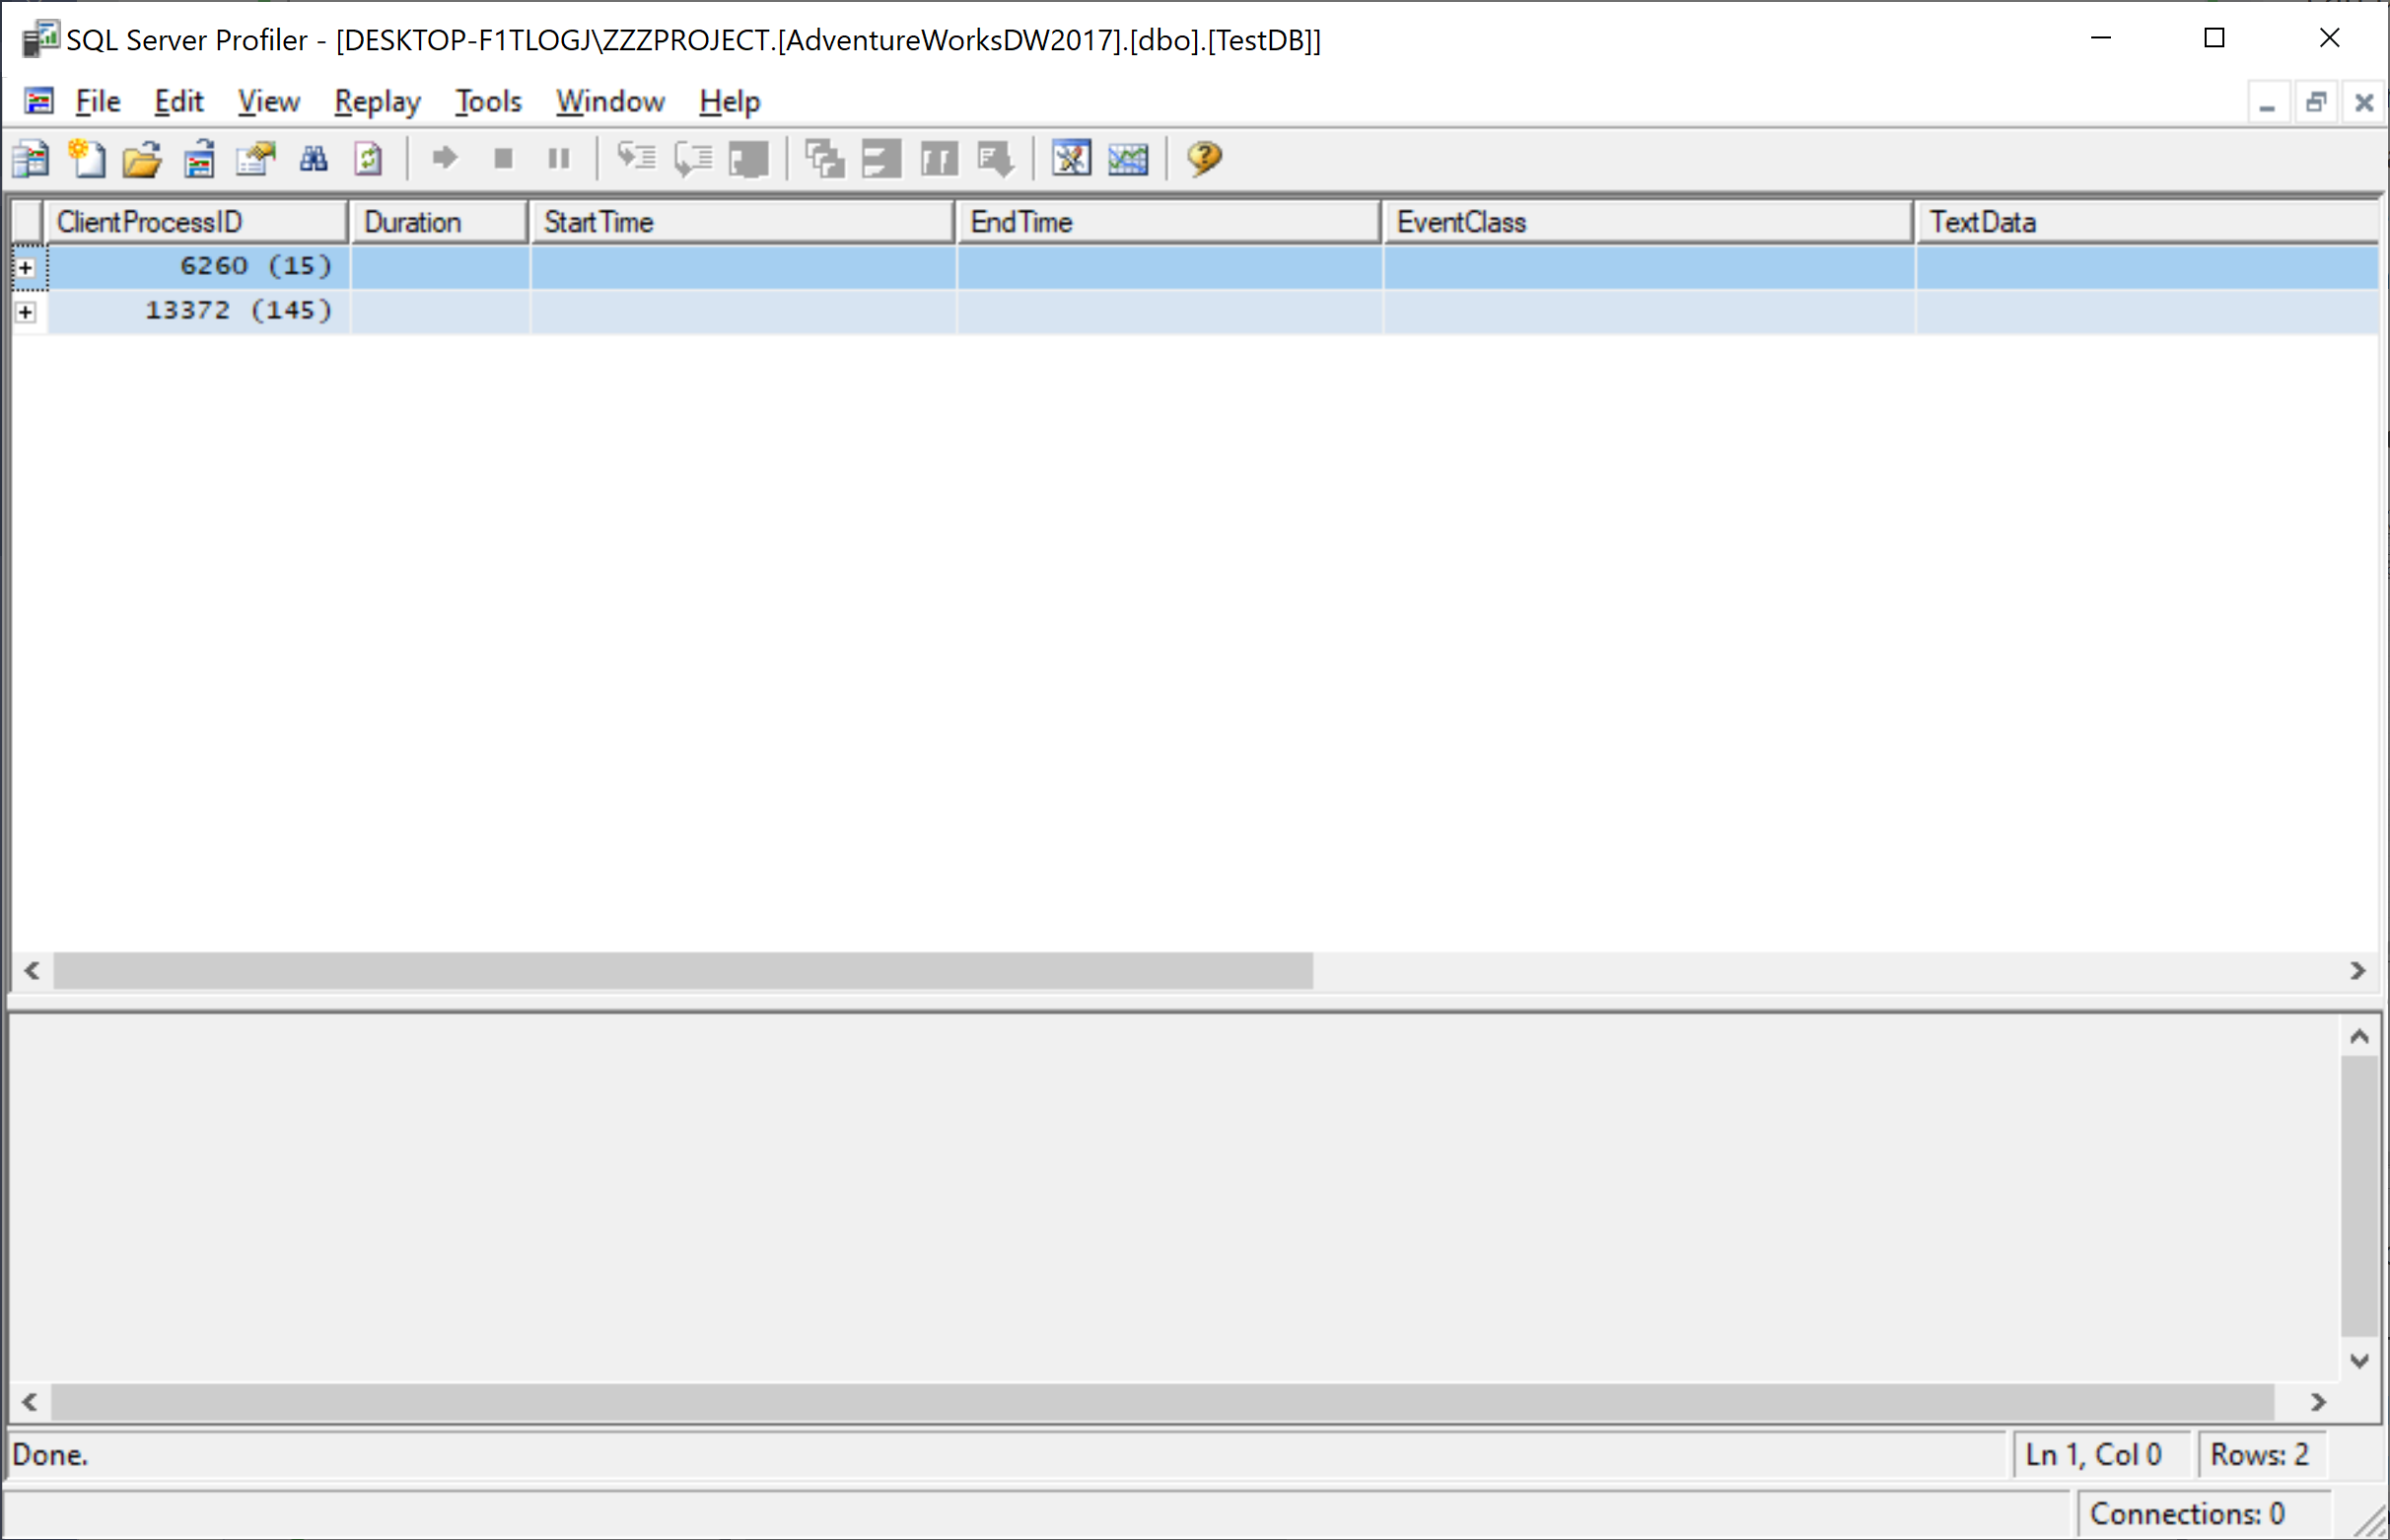 SQL Server Profiler - [DESKTOP-F1TLOGJ\ZZZPROJECT.[AdventureWorksDW2017].[dbo].[TestDB]]
File Edit View Replay Tools Window Help
ClientProcessID Duration StartTime EndTime EventClass TextData
6260 (15)
13372 (145)
Done. Ln 1, Col 0 Rows: 2
Connections: 0